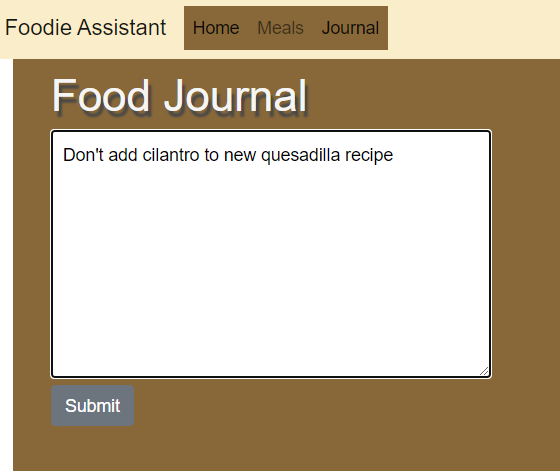 Foodie Assistant Home Meals Journal
Food Journal
Don't add cilantro to new quesadilla recipe
Submit